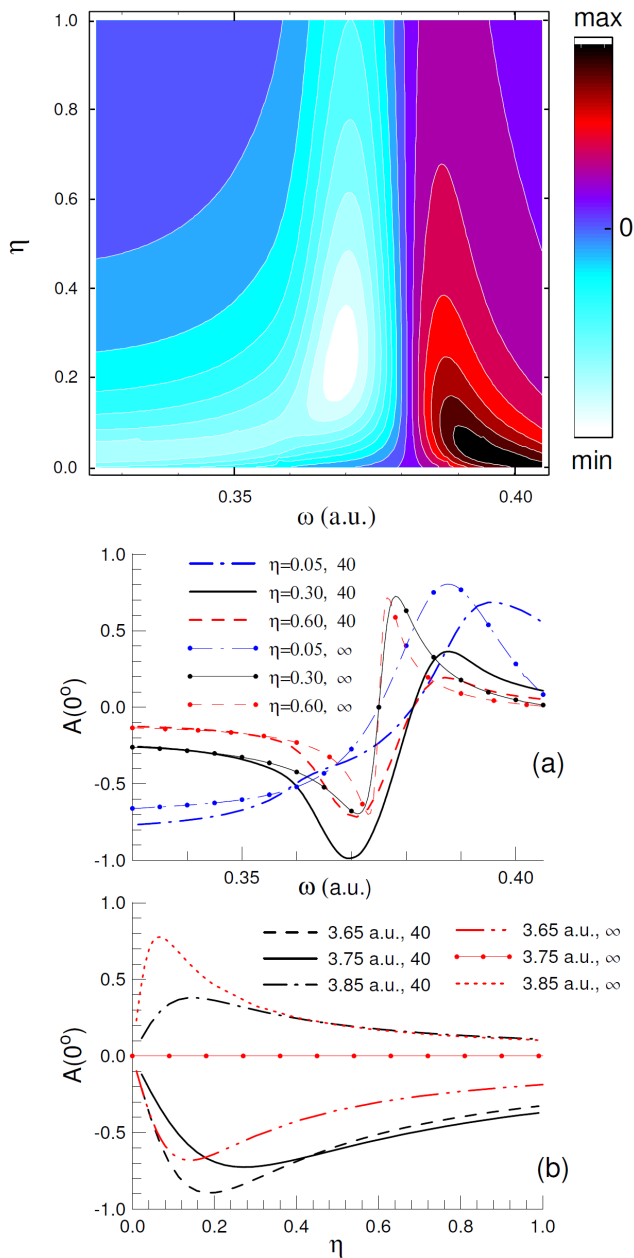 max
1.0
0.8
0.6
η
0
0.4
0.2
0.0
min
0.35
0.40
ω (a.u.)
1.0
η=0.05, 40
η=0.30, 40
0.5
η=0.60, 40
η=0.05, ∞
η=0.30, ∞
A(0°)
0.0
η=0.60, ∞
(a)
-0.5
-1.0
0.35
0.40
ω (a.u.)
1.0
3.65 a.u., 40
3.65 a.u., ∞
3.75 a.u., 40
3.75 a.u., ∞
0.5
3.85 a.u., 40
3.85 a.u., ∞
A(0°)
0.0
-0.5
(b)
-1.0
0.0
0.2
0.4
0.6
0.8
1.0
η